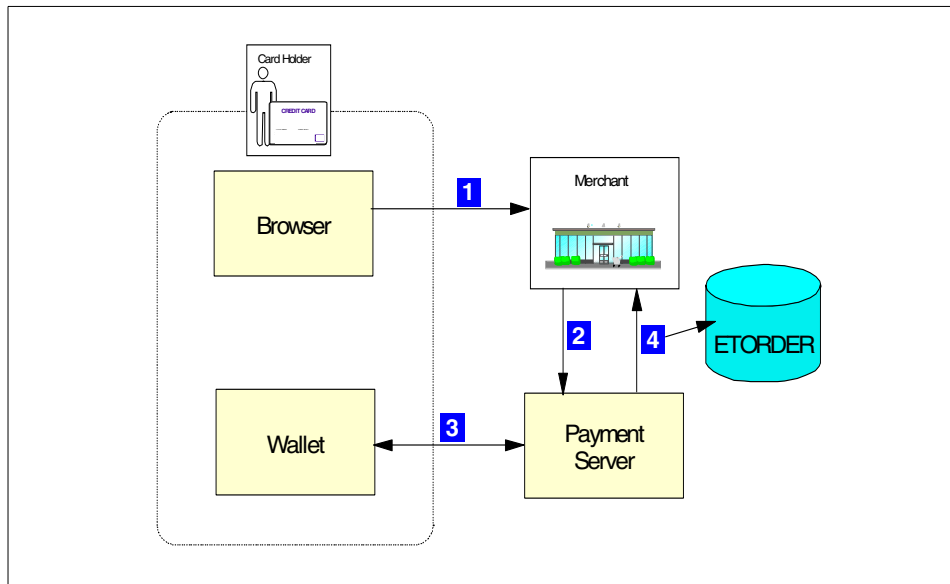 Card Holder
CREDIT CARD
Browser
1
Merchant
2
4
ETORDER
Wallet
3
Payment
Server